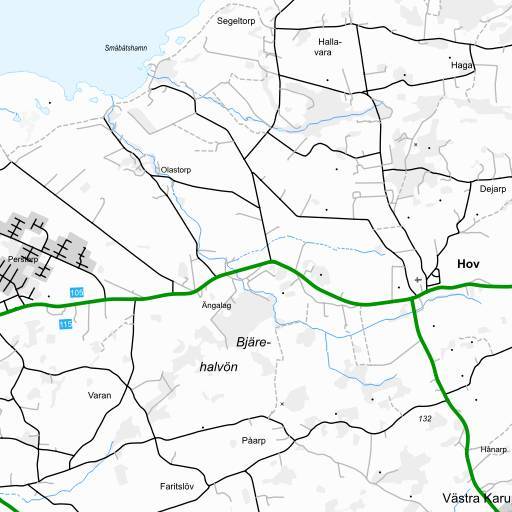 Segeltorp
Småbåtshamn
Halla-
vara
Haga
Olastorp
Dejarp
Perstorp
Hov
105
Ängalag
115
Bjäre-
halvön
Varan
132
Påarp
Hånarp
Faritslöv
Västra Karu